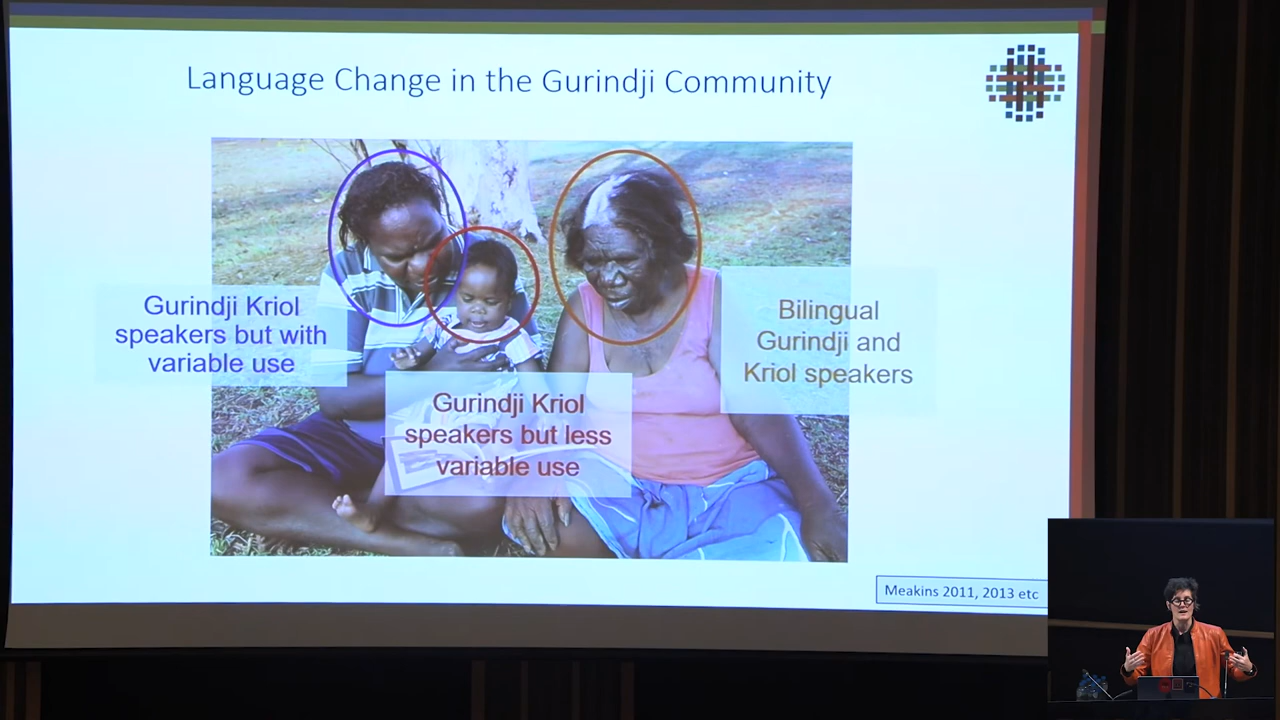 Language Change in the Gurindji Community
Gurindji Kriol
speakers but with
variable use
Gurindji Kriol
speakers but less
variable use
Bilingual
Gurindji and
Kriol speakers
Meakins 2011, 2013 etc